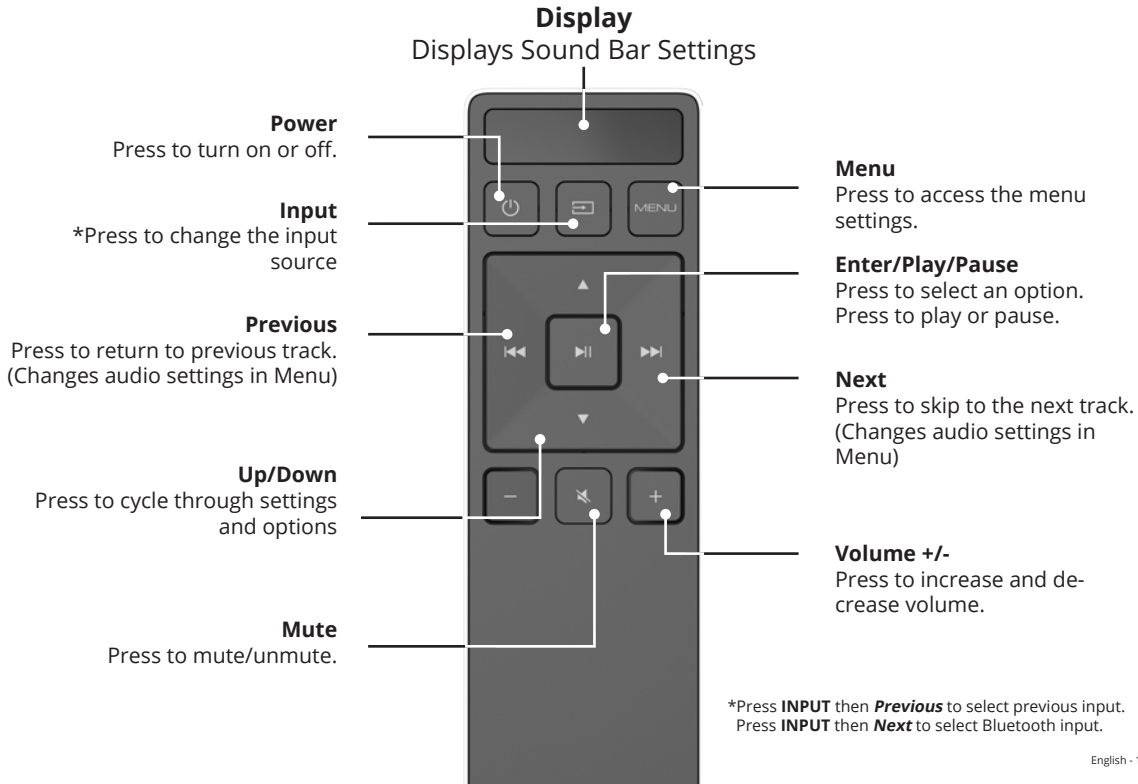 Display
Displays Sound Bar Settings
Power
Press to turn on or off.
Input
*Press to change the input
source
Previous
Press to return to previous track.
(Changes audio settings in Menu)
Up/Down
Press to cycle through settings
and options
Mute
Press to mute/unmute.
MENU
Menu
Press to access the menu
settings.
Enter/Play/Pause
Press to select an option.
Press to play or pause.
Next
Press to skip to the next track.
(Changes audio settings in
Menu)
Volume +/-
Press to increase and de-
crease volume.
*Press INPUT then Previous to select previous input.
Press INPUT then Next to select Bluetooth input.
English -